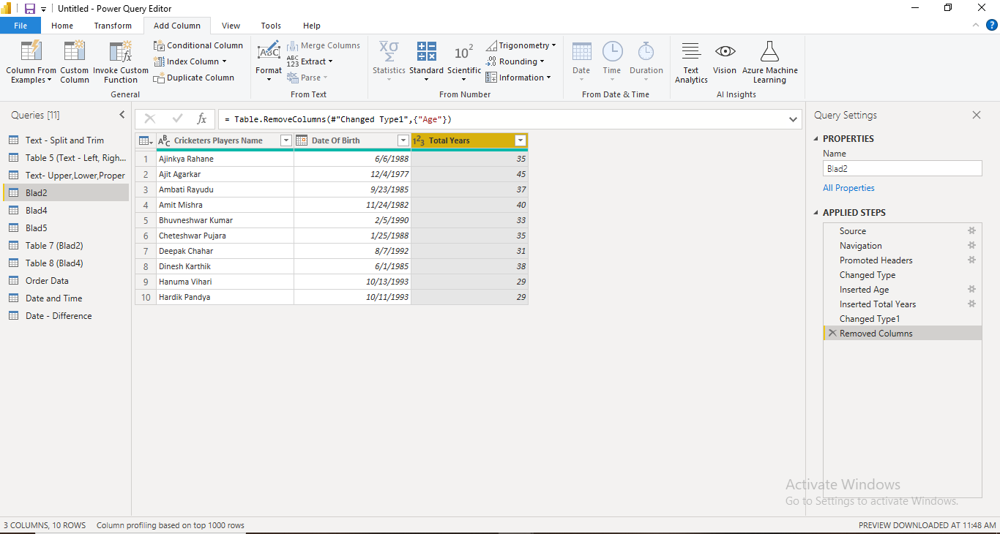 Untitled - Power Query Editor
File Home Transform Add Column View Tools Help
Column From Examples
Custom Column
Invoke Custom Function
Conditional Column
Index Column
Duplicate Column
General
Format
Merge Columns
ABC 123 Extract
abc Parse
From Text
Statistics
Standard
Scientific
Trigonometry
Rounding
Information
From Number
Date
Time
Duration
From Date & Time
Text Analytics
Vision
Azure Machine Learning
AI Insights
Queries [11]
Text - Split and Trim
Table 5 (Text - Left, Righ...
Text- Upper,Lower,Proper
Blad2
Blad4
Blad5
Table 7 (Blad2)
Table 8 (Blad4)
Order Data
Date and Time
Date - Difference
fx = Table.RemoveColumns(#"Changed Type1",{"Age"})
Cricketers Players Name Date Of Birth Total Years
1 Ajinkya Rahane 6/6/1988 35
2 Ajit Agarkar 12/4/1977 45
3 Ambati Rayudu 9/23/1985 37
4 Amit Mishra 11/24/1982 40
5 Bhuvneshwar Kumar 2/5/1990 33
6 Cheteshwar Pujara 1/25/1988 35
7 Deepak Chahar 8/7/1992 31
8 Dinesh Karthik 6/1/1985 38
9 Hanuma Vihari 10/13/1993 29
10 Hardik Pandya 10/11/1993 29
Query Settings
PROPERTIES
Name
Blad2
All Properties
APPLIED STEPS
Source
Navigation
Promoted Headers
Changed Type
Inserted Age
Inserted Total Years
Changed Type1
Removed Columns
Activate Windows
Go to Settings to activate Windows.
3 COLUMNS, 10 ROWS Column profiling based on top 1000 rows
PREVIEW DOWNLOADED AT 11:48 AM